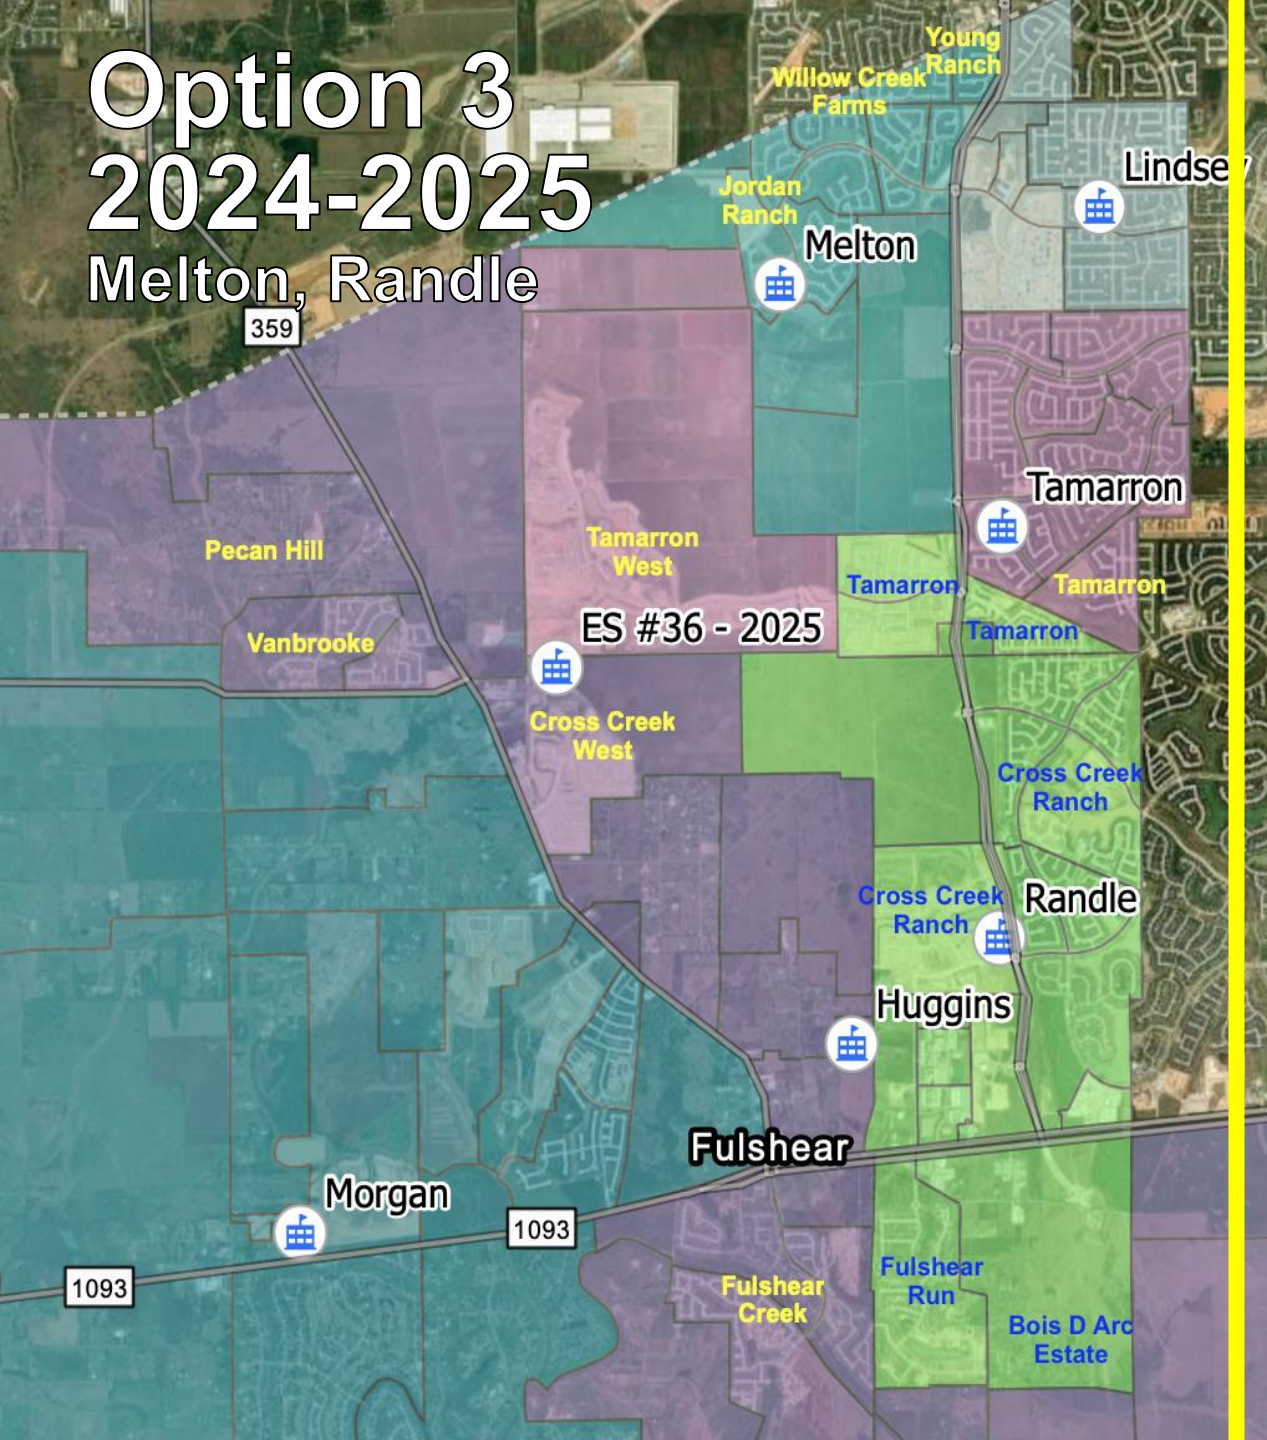 Option 3
2024-2025
Melton, Randle
Young
Ranch
Willow Creek
Farms
Lindsey
Jordan
Ranch
Melton
359
Tamarron
Pecan Hill
Tamarron
West
Tamarron
Tamarron
Tamarron
ES #36 - 2025
Vanbrooke
Cross Creek
West
Cross Creek
Ranch
Cross Creek
Ranch
Randle
Huggins
Fulshear
Morgan
1093
1093
Fulshear
Creek
Fulshear
Run
Bois D Arc
Estate